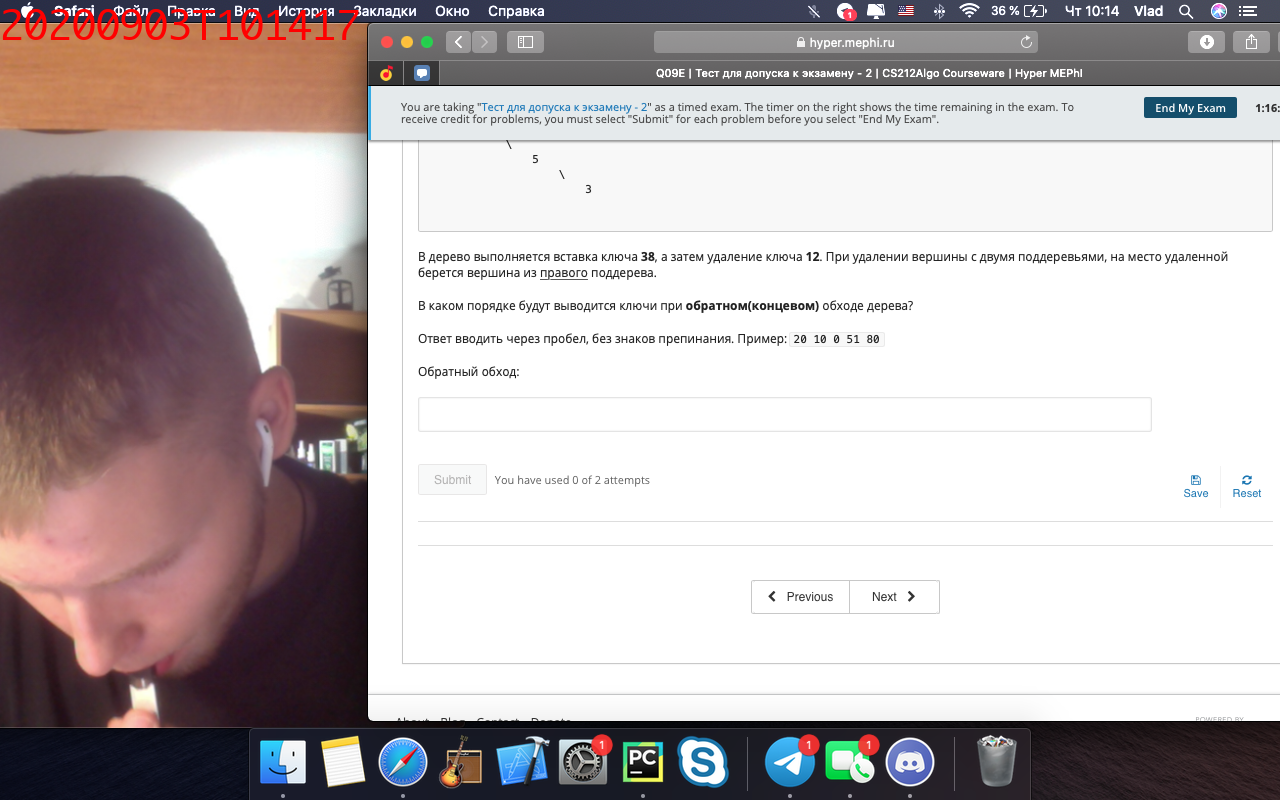 Safari Файл Правка Вид История Закладки Окно Справка
36 % Чт 10:14 Vlad
20200903T101417
hyper.mephi.ru
Q09E | Тест для допуска к экзамену - 2 | CS212Algo Courseware | Hyper MEPhI
You are taking "Тест для допуска к экзамену - 2" as a timed exam. The timer on the right shows the time remaining in the exam. To
receive credit for problems, you must select "Submit" for each problem before you select "End My Exam".
End My Exam
1:16:
\
5
\
3
В дерево выполняется вставка ключа 38, а затем удаление ключа 12. При удалении вершины с двумя поддеревьями, на место удаленной
берется вершина из правого поддерева.
В каком порядке будут выводится ключи при обратном(концевом) обходе дерева?
Ответ вводить через пробел, без знаков препинания. Пример: 20 10 0 51 80
Обратный обход:
Submit You have used 0 of 2 attempts
Save Reset
Previous Next
About Blog Contact Donate
POWERED BY
1
PC
S
1
1